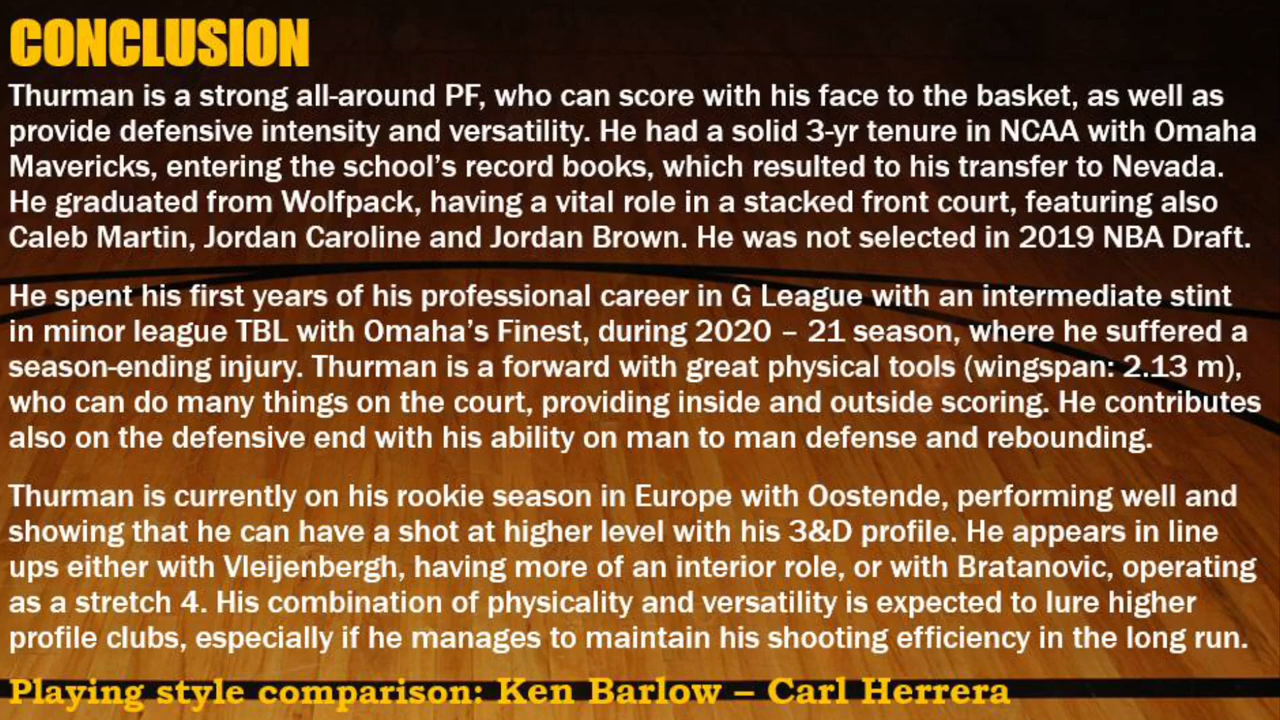 CONCLUSION
Thurman is a strong all-around PF, who can score with his face to the basket, as well as
provide defensive intensity and versatility. He had a solid 3-yr tenure in NCAA with Omaha
Mavericks, entering the school’s record books, which resulted to his transfer to Nevada.
He graduated from Wolfpack, having a vital role in a stacked front court, featuring also
Caleb Martin, Jordan Caroline and Jordan Brown. He was not selected in 2019 NBA Draft.
He spent his first years of his professional career in G League with an intermediate stint
in minor league TBL with Omaha’s Finest, during 2020 – 21 season, where he suffered a
season-ending injury. Thurman is a forward with great physical tools (wingspan: 2.13 m),
who can do many things on the court, providing inside and outside scoring. He contributes
also on the defensive end with his ability on man to man defense and rebounding.
Thurman is currently on his rookie season in Europe with Oostende, performing well and
showing that he can have a shot at higher level with his 3&D profile. He appears in line
ups either with Vleijenbergh, having more of an interior role, or with Bratanovic, operating
as a stretch 4. His combination of physicality and versatility is expected to lure higher
profile clubs, especially if he manages to maintain his shooting efficiency in the long run.
Playing style comparison: Ken Barlow – Carl Herrera